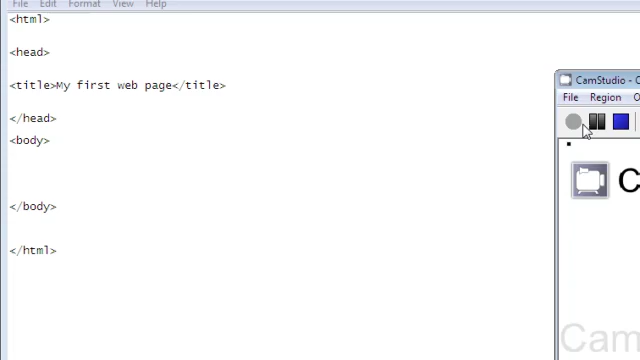 File Edit Format View Help
<html>
<head>
<title>My first web page</title>
</head>
<body>
</body>
</html>
CamStudio - C
File Region O
C
Cam